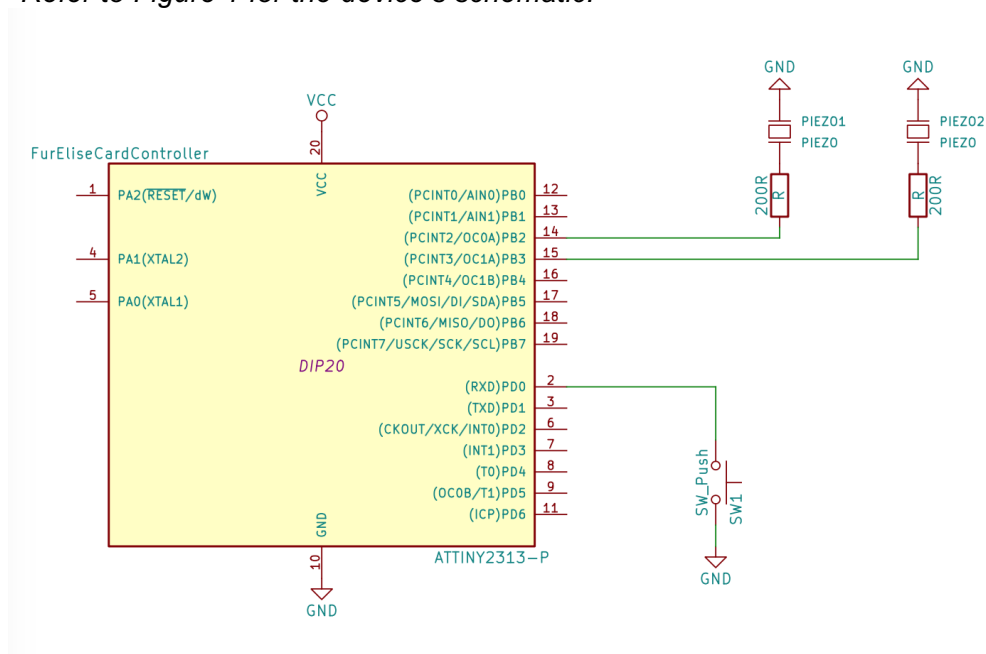 Refer to Figure 1 for the device's schematic.
GND
GND
VCC
PIEZO1
PIEZO
PIEZO2
PIEZO
20
FurEliseCardController
VCC
200R
R
R
200R
1
PA2(RESET/dW)
(PCINT0/AIN0)PB0
12
(PCINT1/AIN1)PB1
13
(PCINT2/OC0A)PB2
14
4
PA1(XTAL2)
(PCINT3/OC1A)PB3
15
(PCINT4/OC1B)PB4
16
5
PA0(XTAL1)
(PCINT5/MOSI/DI/SDA)PB5
17
(PCINT6/MISO/DO)PB6
18
(PCINT7/USCK/SCK/SCL)PB7
19
DIP20
(RXD)PD0
2
(TXD)PD1
3
(CKOUT/XCK/INT0)PD2
6
(INT1)PD3
7
(T0)PD4
8
(OC0B/T1)PD5
9
(ICP)PD6
11
SW_Push
SW1
GND
ATTINY2313-P
10
GND
GND